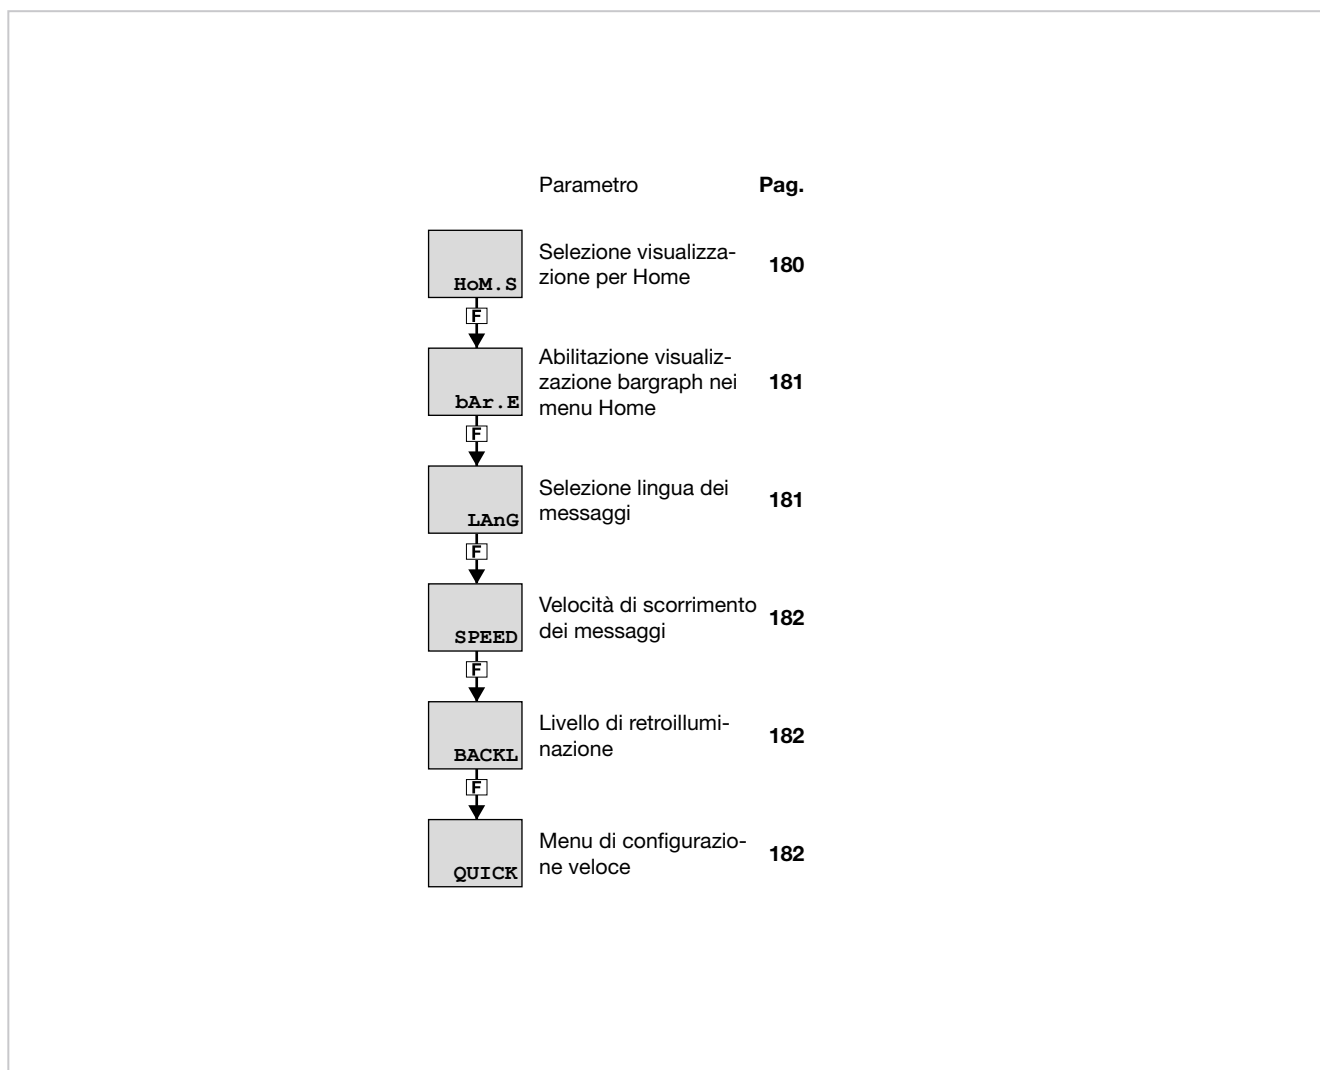 Parametro Pag.
HoM.S
Selezione visualizza-
zione per Home
180
F
bAr.E
Abilitazione visualiz-
zazione bargraph nei
menu Home
181
F
LAnG
Selezione lingua dei
messaggi
181
F
SPEED
Velocità di scorrimento
dei messaggi
182
F
BACKL
Livello di retroillumi-
nazione
182
F
QUICK
Menu di configurazio-
ne veloce
182